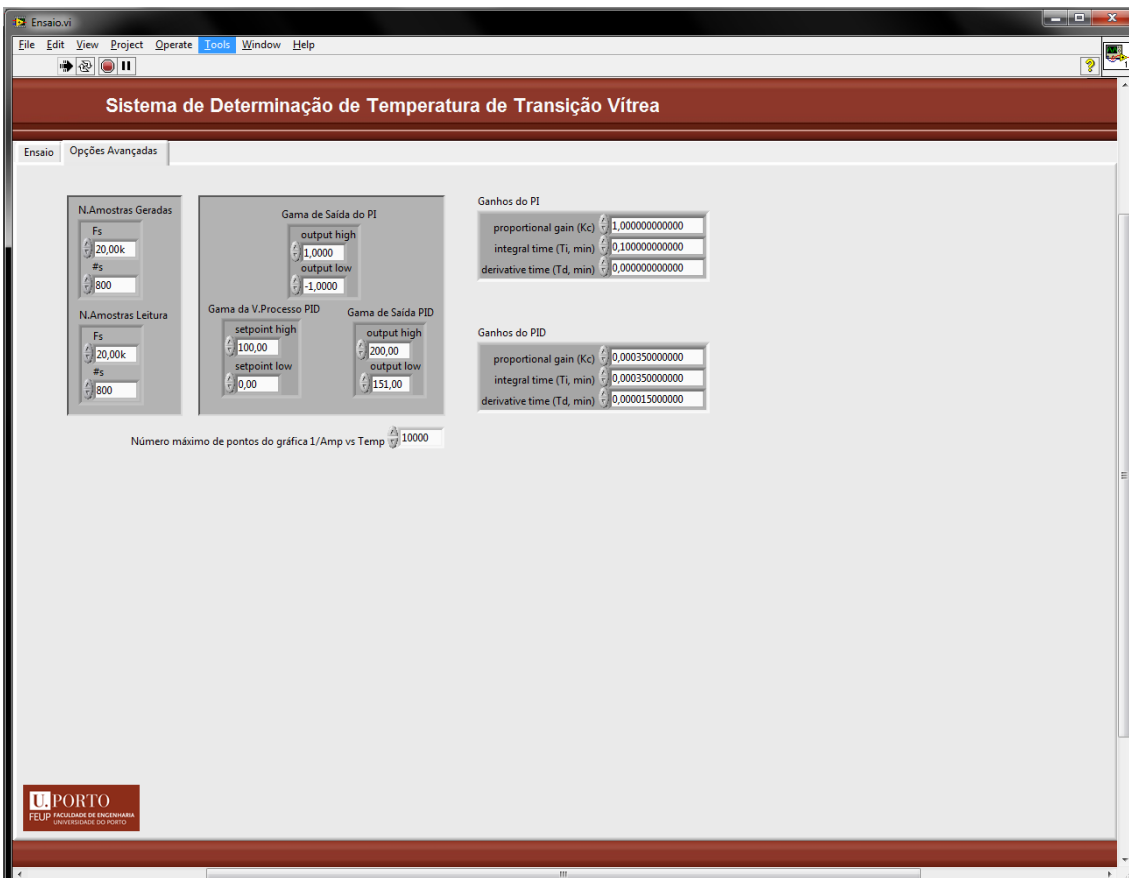 Ensaio.vi
File Edit View Project Operate Tools Window Help
Sistema de Determinação de Temperatura de Transição Vítrea
Ensaio Opções Avançadas
N.Amostras Geradas
Fs
20,00k
#s
800
N.Amostras Leitura
Fs
20,00k
#s
800
Gama de Saída do PI
output high
1,0000
output low
-1,0000
Gama da V.Processo PID
setpoint high
100,00
setpoint low
0,00
Gama de Saída PID
output high
200,00
output low
151,00
Número máximo de pontos do gráfica 1/Amp vs Temp 10000
Ganhos do PI
proportional gain (Kc) 1,000000000000
integral time (Ti, min) 0,100000000000
derivative time (Td, min) 0,000000000000
Ganhos do PID
proportional gain (Kc) 0,000350000000
integral time (Ti, min) 0,000350000000
derivative time (Td, min) 0,000015000000
U. PORTO
FEUP FACULDADE DE ENGENHARIA
UNIVERSIDADE DO PORTO